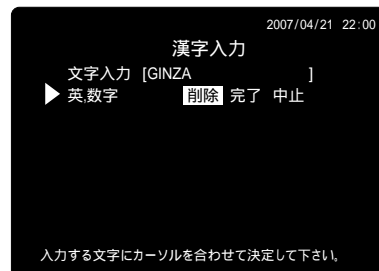 2007/04/21 22:00
漢字入力
文字入力 [GINZA ]
英,数字 削除 完了 中止
入力する文字にカーソルを合わせて決定して下さい。